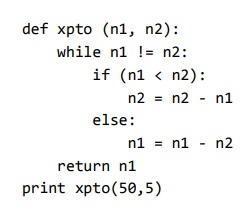 def xpto (n1, n2):
    while n1 != n2:
        if (n1 < n2):
            n2 = n2 - n1
        else:
            n1 = n1 - n2
    return n1
print xpto(50,5)